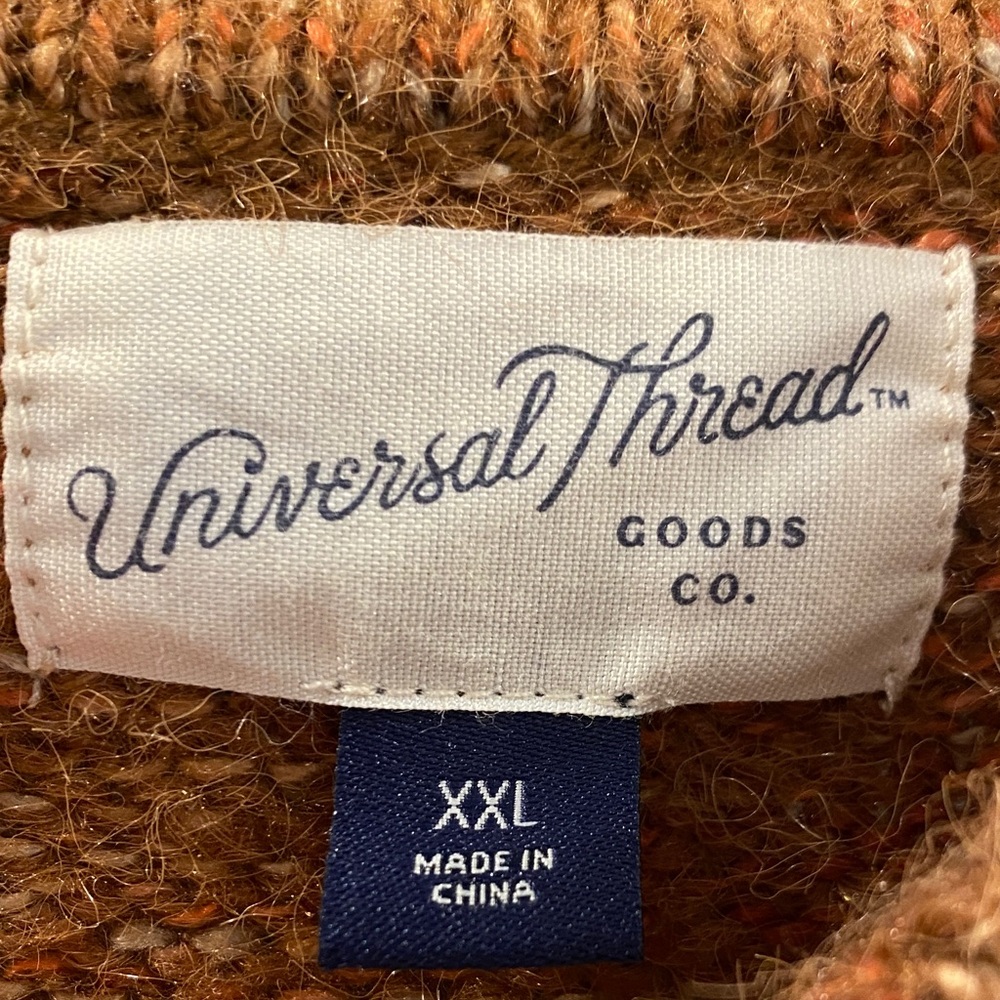 Universal Thread™
GOODS
CO.
XXL
MADE IN
CHINA